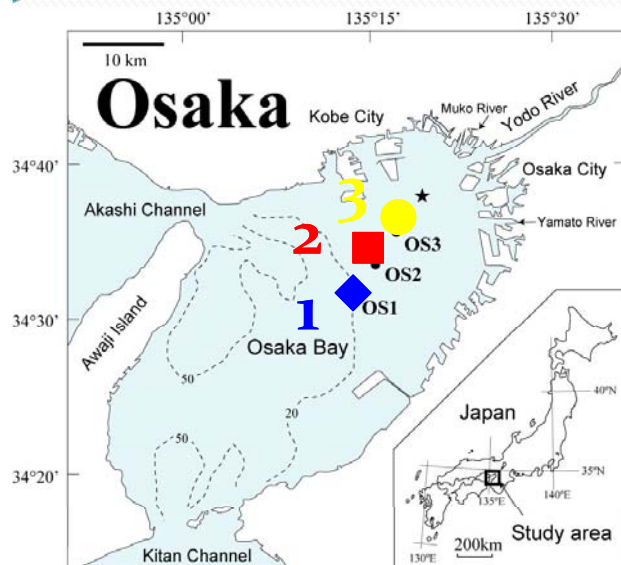 135°00'
135°15'
135°30'
10 km
Osaka
Kobe City
Muko River
Yodo River
34°40'
Osaka City
3
Akashi Channel
Yamato River
2
OS3
OS2
1
OS1
34°30'
Awaji Island
Osaka Bay
50
20
40°N
Japan
50
34°20'
35°N
135°E
140°E
Study area
130°E
200km
Kitan Channel